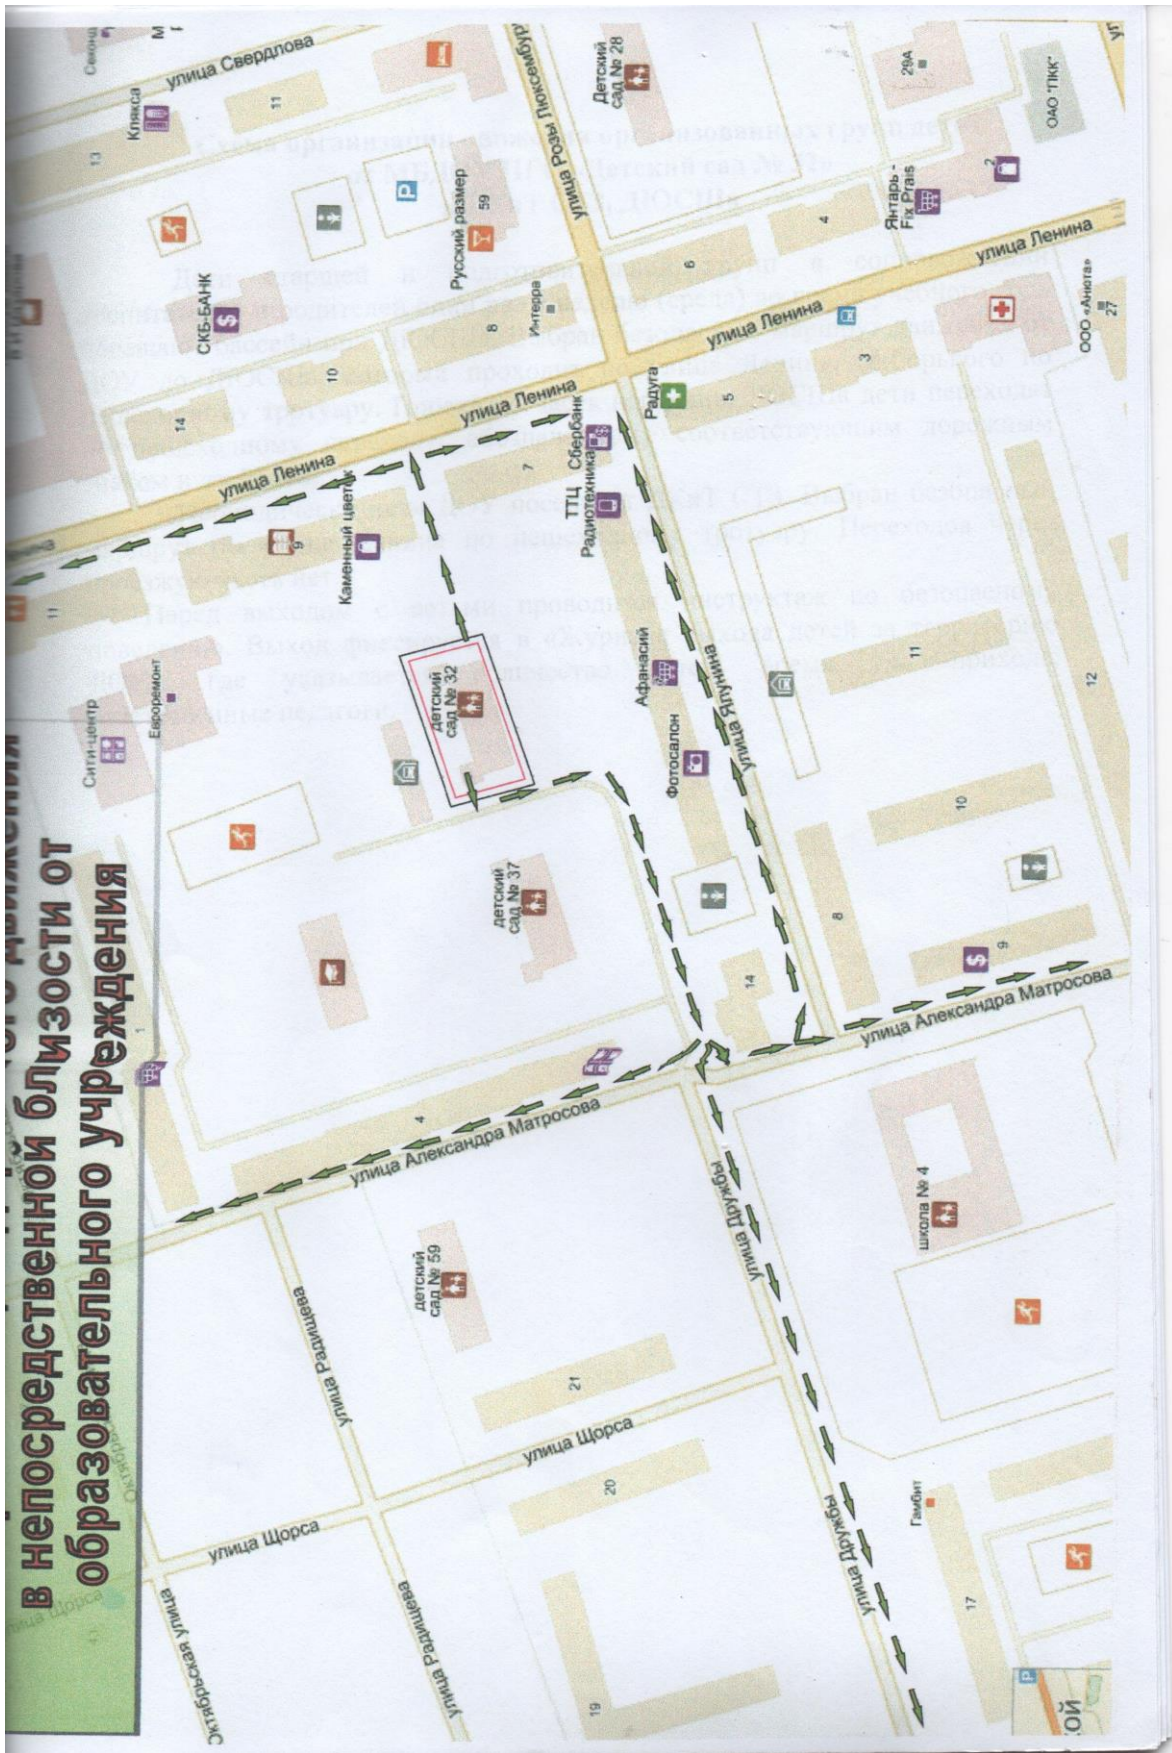 в непосредственной близости от
образовательного учреждения
улица Свердлова
Клякса
13
11
улица Розы Люксембург
Детский
сад № 28
29А
ОАО "ПКК"
Русский размер
59
Янтарь -
Fix Prais
2
4
6
улица Ленина
СКБ-БАНК
Интерра
8
10
14
улица Ленина
3
ООО «Анюта»
27
Радуга
5
улица Ленина
улица Ленина
Сбербанк
ТТЦ
Радиотехника
7
Каменный цветок
9
11
Евроремонт
Сити-центр
детский
сад № 32
Афанасий
Фотосалон
улица Ялунина
11
12
10
8
9
14
детский
сад № 37
1
4
улица Александра Матросова
улица Александра Матросова
школа № 4
улица Дружбы
детский
сад № 59
улица Радищева
21
улица Щорса
20
улица Щорса
Октябрьская улица
улица Радищева
19
улица Дружбы
Гамбит
17
ОЙ